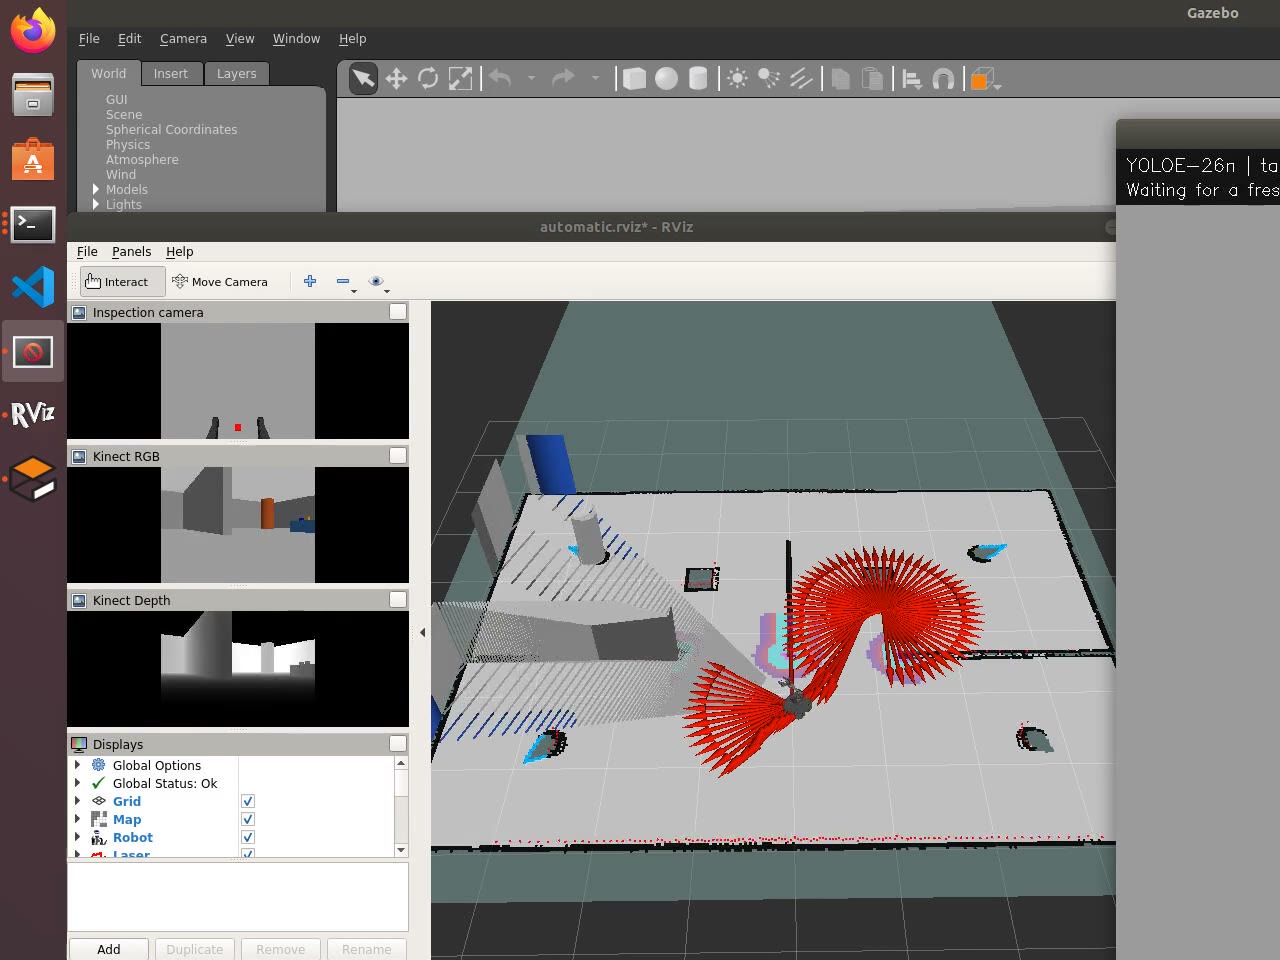 Gazebo
File Edit Camera View Window Help
World Insert Layers
GUI
Scene
Spherical Coordinates
Physics
Atmosphere
Wind
Models
Lights
YOLOE-26n | ta
Waiting for a fres
automatic.rviz* - RViz
File Panels Help
Interact Move Camera
Inspection camera
Kinect RGB
Kinect Depth
Displays
Global Options
Global Status: Ok
Grid
Map
Robot
Laser
Add Duplicate Remove Rename
RViz